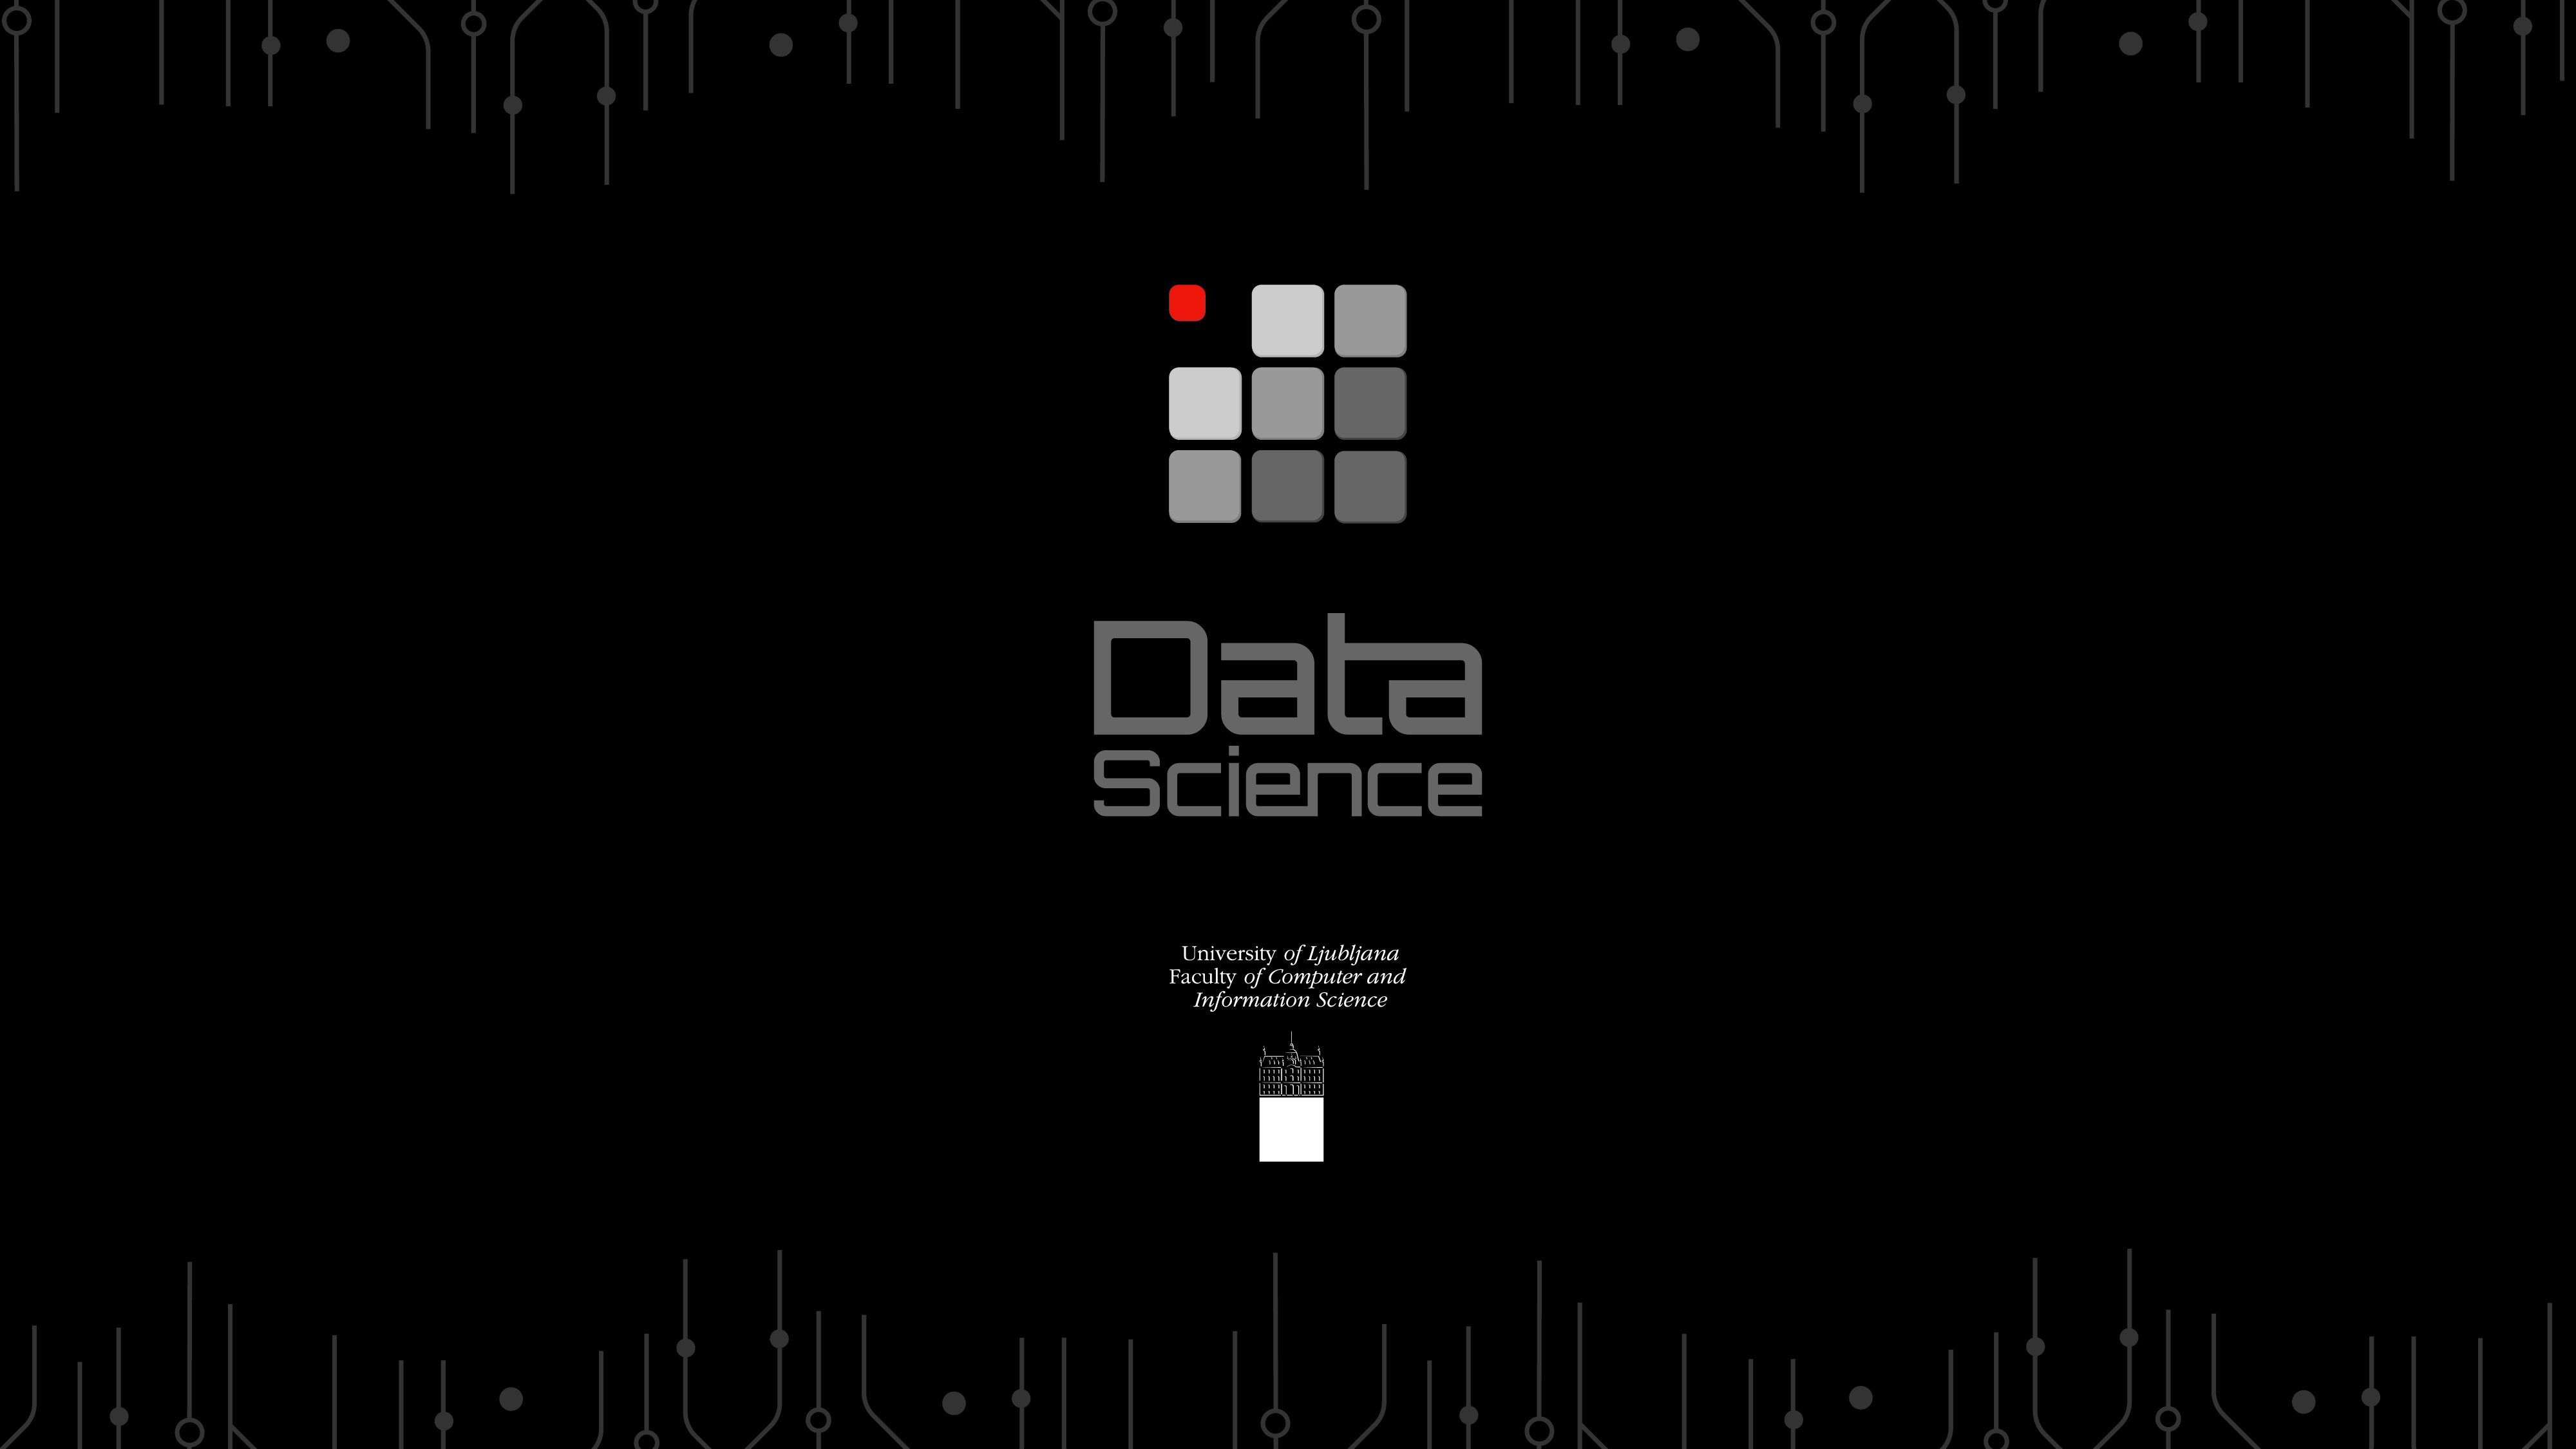 Data
Science
University of Ljubljana
Faculty of Computer and
Information Science